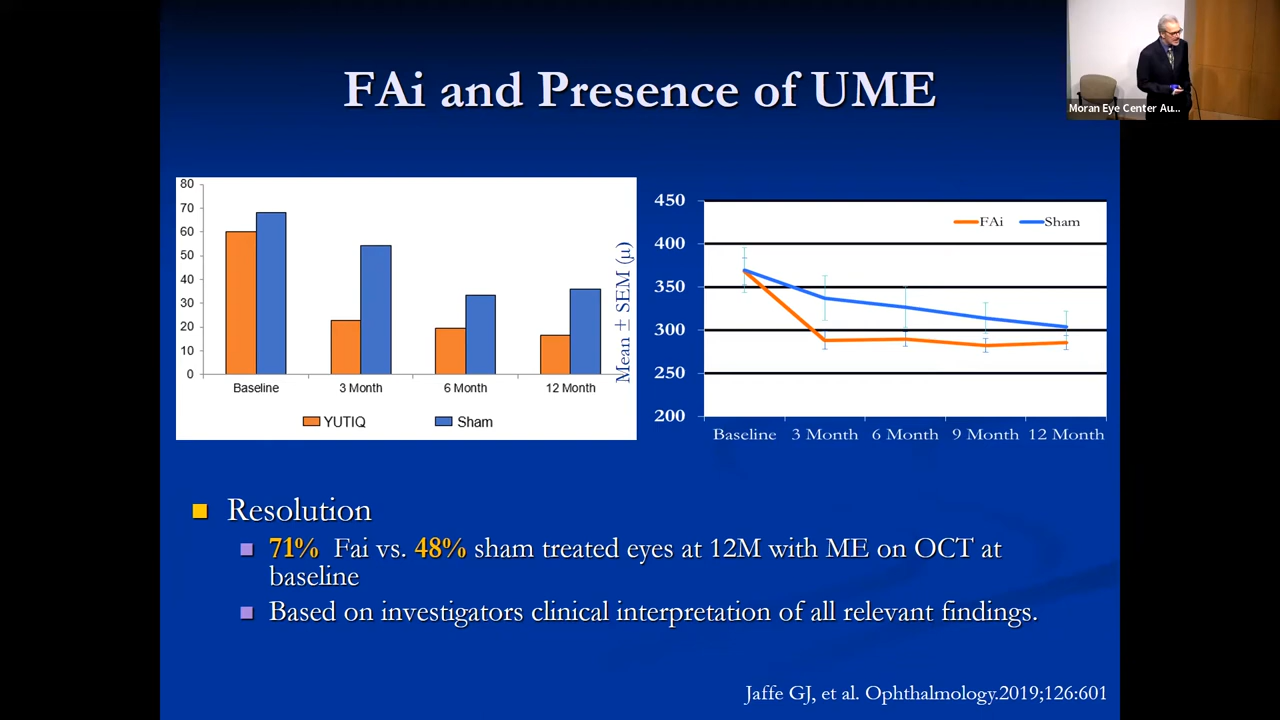 FAi and Presence of UME
Moran Eye Center Au...
80
70
60
50
40
30
20
10
0
Baseline
3 Month
6 Month
12 Month
YUTIQ
Sham
Mean ± SEM (µ)
450
400
350
300
250
200
FAi
Sham
Baseline
3 Month
6 Month
9 Month
12 Month
Resolution
71% Fai vs. 48% sham treated eyes at 12M with ME on OCT at
baseline
Based on investigators clinical interpretation of all relevant findings.
Jaffe GJ, et al. Ophthalmology.2019;126:601